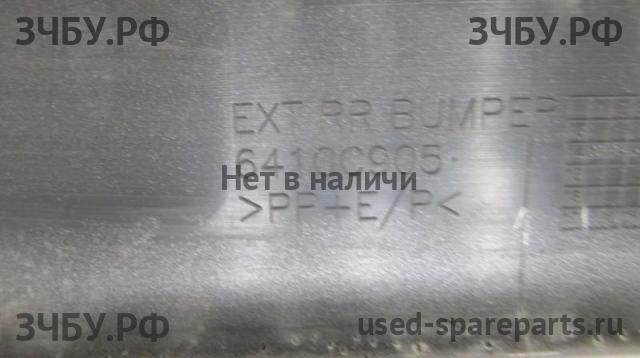 ЗЧБУ.РФ ЗЧБУ.РФ
EXT RR BUMPER
6410C905
Нет в наличи
>PP+E/P<
ЗЧБУ.РФ used-spareparts.ru